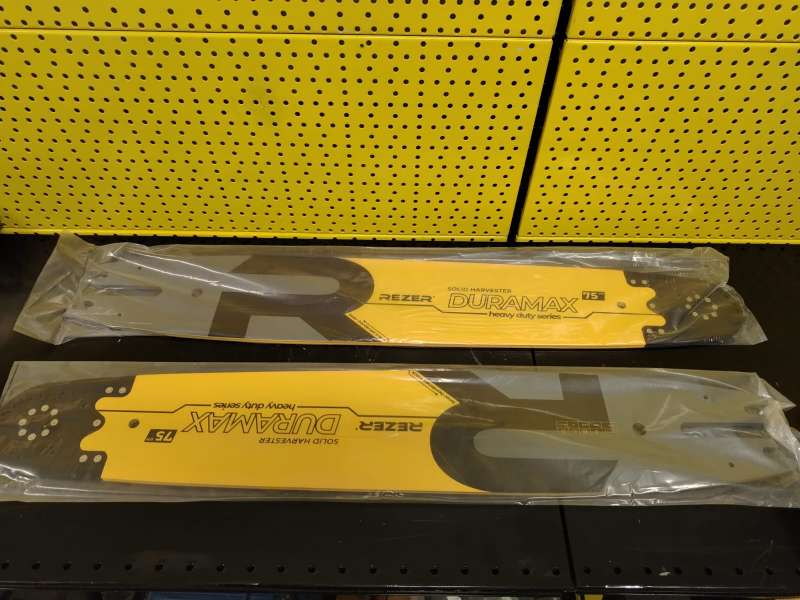 REZER
SOLID HARVESTER
DURAMAX
heavy duty series
75
REZER
SOLID HARVESTER
DURAMAX
heavy duty series
75